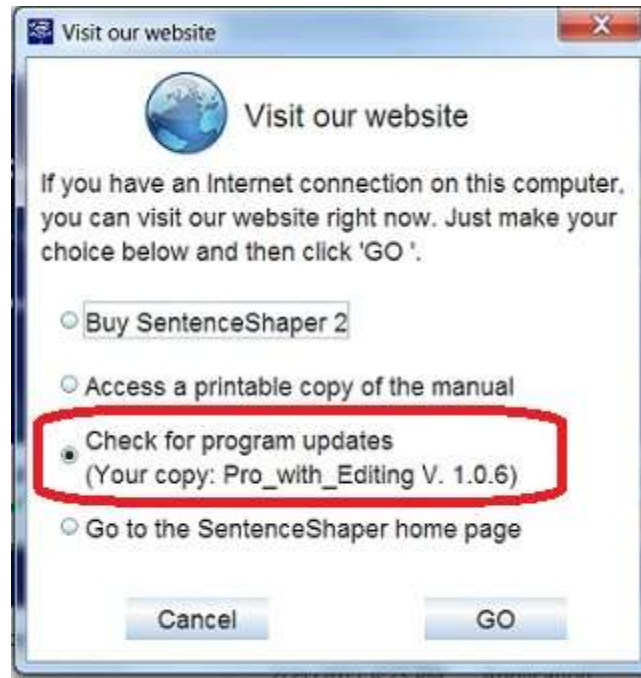 Visit our website
Visit our website
If you have an Internet connection on this computer,
you can visit our website right now. Just make your
choice below and then click 'GO '.
Buy SentenceShaper 2
Access a printable copy of the manual
Check for program updates
(Your copy: Pro_with_Editing V. 1.0.6)
Go to the SentenceShaper home page
Cancel
GO